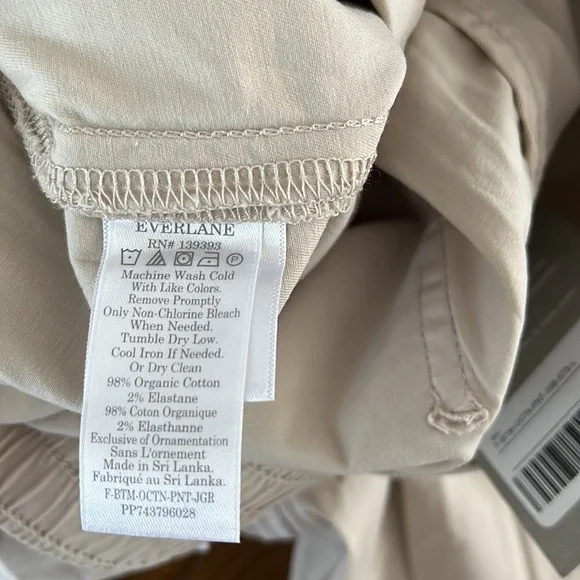 EVERLANE
RN# 139393
Machine Wash Cold
With Like Colors.
Remove Promptly
Only Non-Chlorine Bleach
When Needed.
Tumble Dry Low.
Cool Iron If Needed.
Or Dry Clean
98% Organic Cotton
2% Elastane
98% Coton Organique
2% Elasthanne
Exclusive of Ornamentation
Sans L'ornement
Made in Sri Lanka.
Fabriqué au Sri Lanka.
F-BTM-OCTN-PNT-JGR
PP743796028